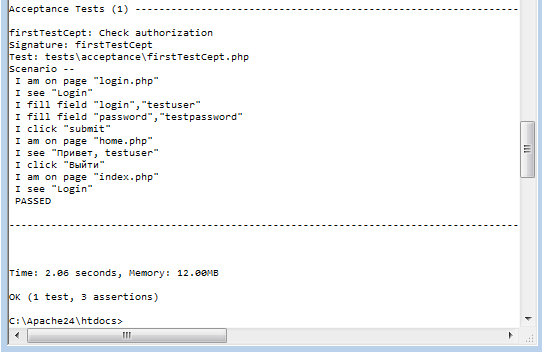 Acceptance Tests (1) -------------------------------------------------------
firstTestCept: Check authorization
Signature: firstTestCept
Test: tests\acceptance\firstTestCept.php
Scenario --
I am on page "login.php"
I see "Login"
I fill field "login","testuser"
I fill field "password","testpassword"
I click "submit"
I am on page "home.php"
I see "Привет, testuser"
I click "Выйти"
I am on page "index.php"
I see "Login"
PASSED
----------------------------------------------------------------------------
Time: 2.06 seconds, Memory: 12.00MB
OK (1 test, 3 assertions)
C:\Apache24\htdocs>